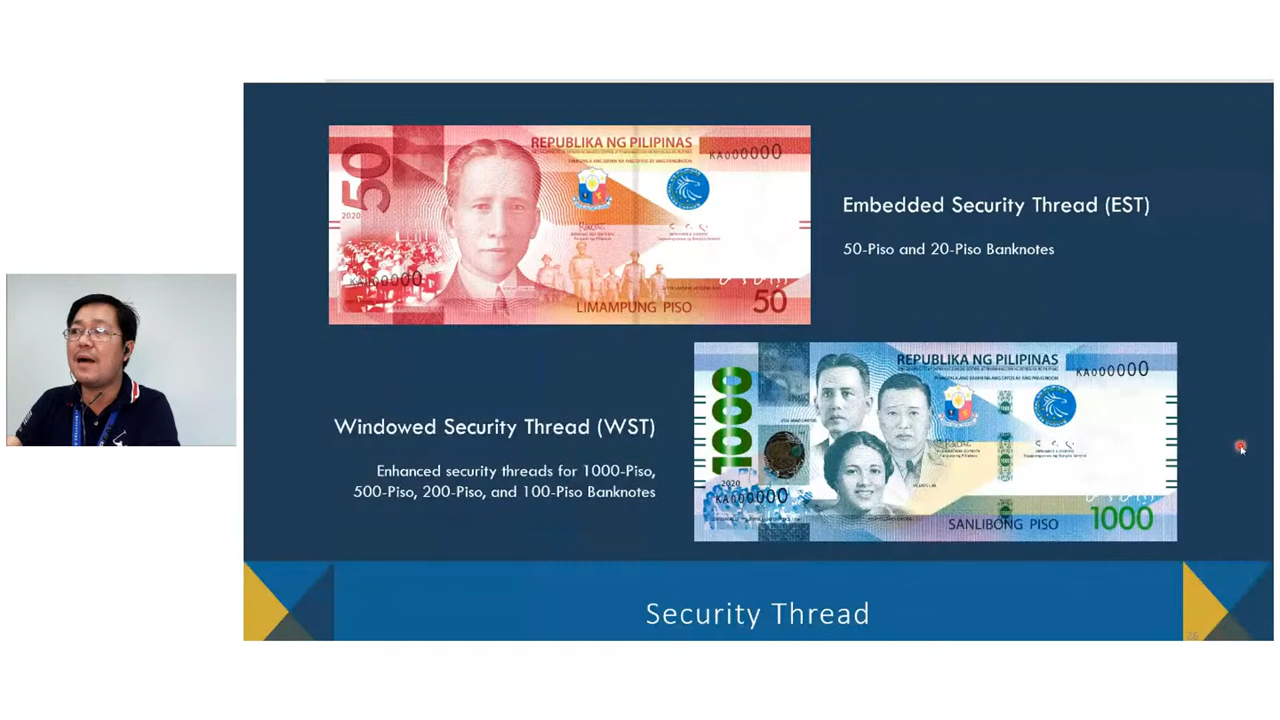 50
2020
KA000000
REPUBLIKA NG PILIPINAS
KA000000
LIMAMPUNG PISO
50
Embedded Security Thread (EST)
50-Piso and 20-Piso Banknotes
Windowed Security Thread (WST)
Enhanced security threads for 1000-Piso,
500-Piso, 200-Piso, and 100-Piso Banknotes
1000
2020
KA000000
REPUBLIKA NG PILIPINAS
KA000000
SANLIBONG PISO
1000
Security Thread
26